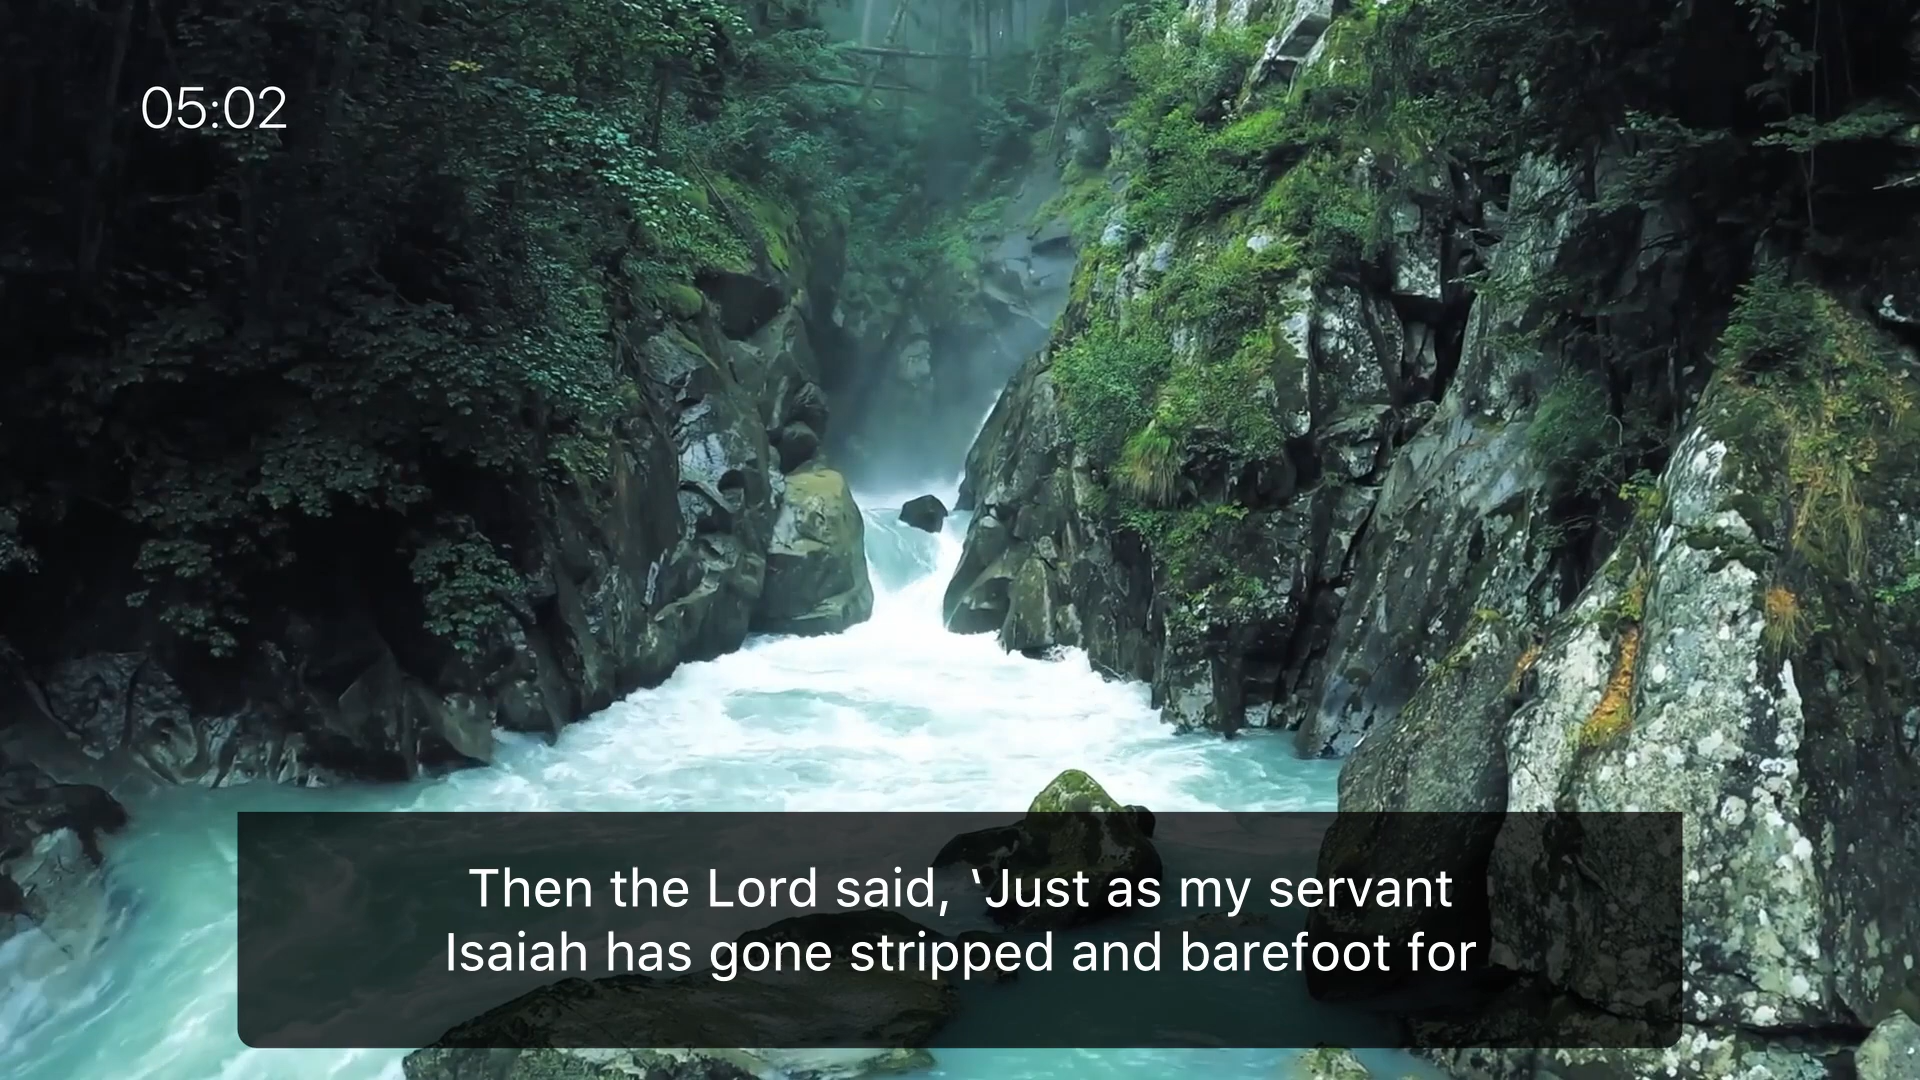 05:02
Then the Lord said, ‛Just as my servant
Isaiah has gone stripped and barefoot for